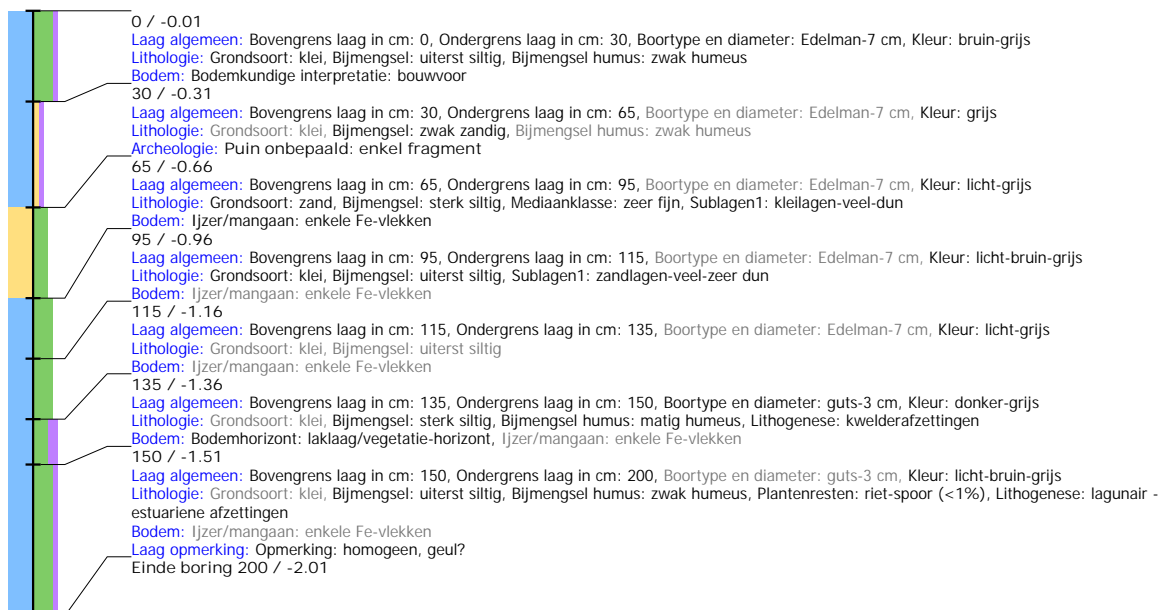 0 / -0.01
Laag algemeen: Bovengrens laag in cm: 0, Ondergrens laag in cm: 30, Boortype en diameter: Edelman-7 cm, Kleur: bruin-grijs
Lithologie: Grondsoort: klei, Bijmengsel: uiterst siltig, Bijmengsel humus: zwak humeus
Bodem: Bodemkundige interpretatie: bouwvoor
30 / -0.31
Laag algemeen: Bovengrens laag in cm: 30, Ondergrens laag in cm: 65, Boortype en diameter: Edelman-7 cm, Kleur: grijs
Lithologie: Grondsoort: klei, Bijmengsel: zwak zandig, Bijmengsel humus: zwak humeus
Archeologie: Puin onbepaald: enkel fragment
65 / -0.66
Laag algemeen: Bovengrens laag in cm: 65, Ondergrens laag in cm: 95, Boortype en diameter: Edelman-7 cm, Kleur: licht-grijs
Lithologie: Grondsoort: zand, Bijmengsel: sterk siltig, Mediaanklasse: zeer fijn, Sublagen1: kleilagen-veel-dun
Bodem: Ijzer/mangaan: enkele Fe-vlekken
95 / -0.96
Laag algemeen: Bovengrens laag in cm: 95, Ondergrens laag in cm: 115, Boortype en diameter: Edelman-7 cm, Kleur: licht-bruin-grijs
Lithologie: Grondsoort: klei, Bijmengsel: uiterst siltig, Sublagen1: zandlagen-veel-zeer dun
Bodem: Ijzer/mangaan: enkele Fe-vlekken
115 / -1.16
Laag algemeen: Bovengrens laag in cm: 115, Ondergrens laag in cm: 135, Boortype en diameter: Edelman-7 cm, Kleur: licht-grijs
Lithologie: Grondsoort: klei, Bijmengsel: uiterst siltig
Bodem: Ijzer/mangaan: enkele Fe-vlekken
135 / -1.36
Laag algemeen: Bovengrens laag in cm: 135, Ondergrens laag in cm: 150, Boortype en diameter: guts-3 cm, Kleur: donker-grijs
Lithologie: Grondsoort: klei, Bijmengsel: sterk siltig, Bijmengsel humus: matig humeus, Lithogenese: kwelderafzettingen
Bodem: Bodemhorizont: laklaag/vegetatie-horizont, Ijzer/mangaan: enkele Fe-vlekken
150 / -1.51
Laag algemeen: Bovengrens laag in cm: 150, Ondergrens laag in cm: 200, Boortype en diameter: guts-3 cm, Kleur: licht-bruin-grijs
Lithologie: Grondsoort: klei, Bijmengsel: uiterst siltig, Bijmengsel humus: zwak humeus, Plantenresten: riet-spoor (<1%), Lithogenese: lagunair -
estuariene afzettingen
Bodem: Ijzer/mangaan: enkele Fe-vlekken
Laag opmerking: Opmerking: homogeen, geul?
Einde boring 200 / -2.01